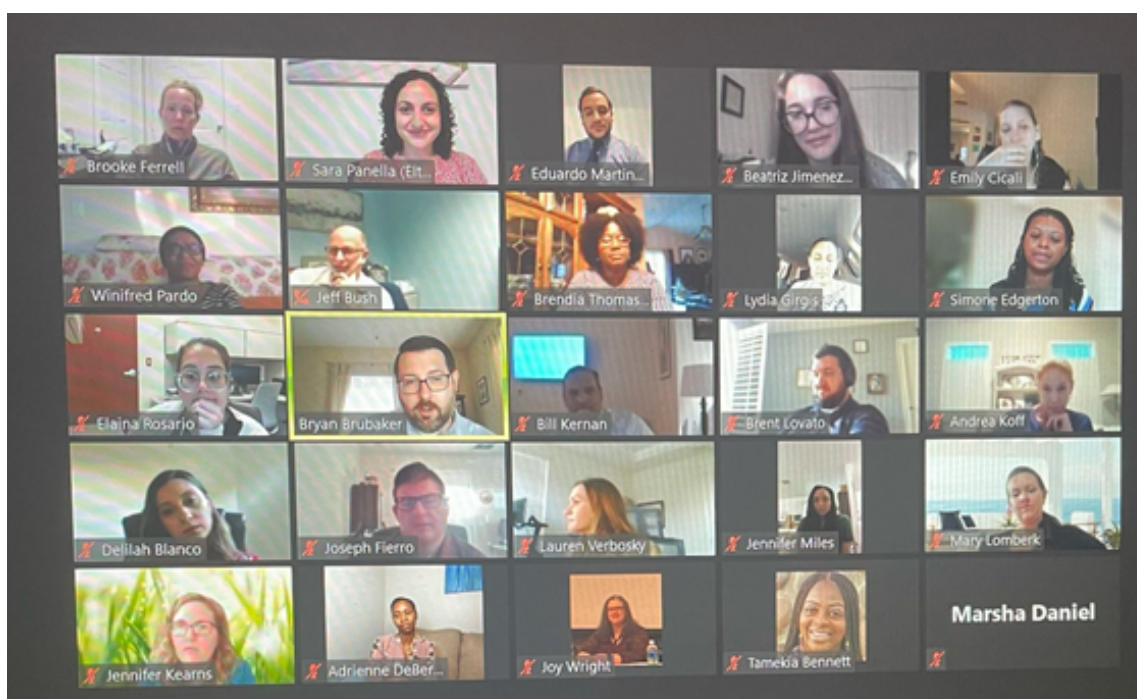 Brooke Ferrell
Sara Panella (Elt...
Eduardo Martin...
Beatriz Jimenez...
Emily Cicali
Winifred Pardo
Jeff Bush
Brendia Thomas...
Lydia Girgis
Simone Edgerton
Elaina Rosario
Bryan Brubaker
Bill Kernan
Brent Lovato
Andrea Koff
Delilah Blanco
Joseph Fierro
Lauren Verbosky
Jennifer Miles
Mary Lomberk
Jennifer Kearns
Adrienne DeBer...
Joy Wright
Tamekia Bennett
Marsha Daniel